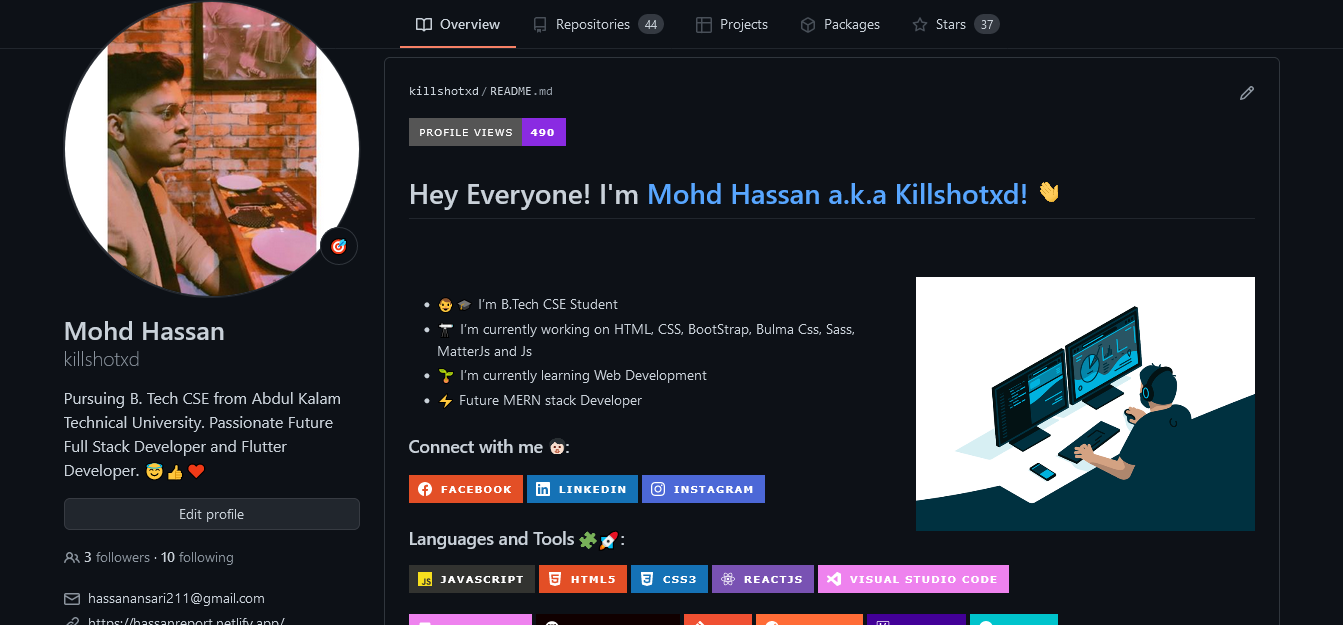 Overview
Repositories 44
Projects
Packages
Stars 37
killshotxd/README.md
PROFILE VIEWS 490
Hey Everyone! I'm Mohd Hassan a.k.a Killshotxd! 👋
👨‍🎓 I'm B.Tech CSE Student
🔭 I'm currently working on HTML, CSS, BootStrap, Bulma Css, Sass,
MatterJs and Js
🌱 I'm currently learning Web Development
⚡ Future MERN stack Developer
Connect with me 👨🏻:
FACEBOOK
LINKEDIN
INSTAGRAM
Languages and Tools 🧩🚀:
JAVASCRIPT
HTML5
CSS3
REACTJS
VISUAL STUDIO CODE
Mohd Hassan
killshotxd
Pursuing B. Tech CSE from Abdul Kalam
Technical University. Passionate Future
Full Stack Developer and Flutter
Developer. 😇👍❤️
Edit profile
3 followers · 10 following
hassanansari211@gmail.com
https://hassanreport.netlify.app/